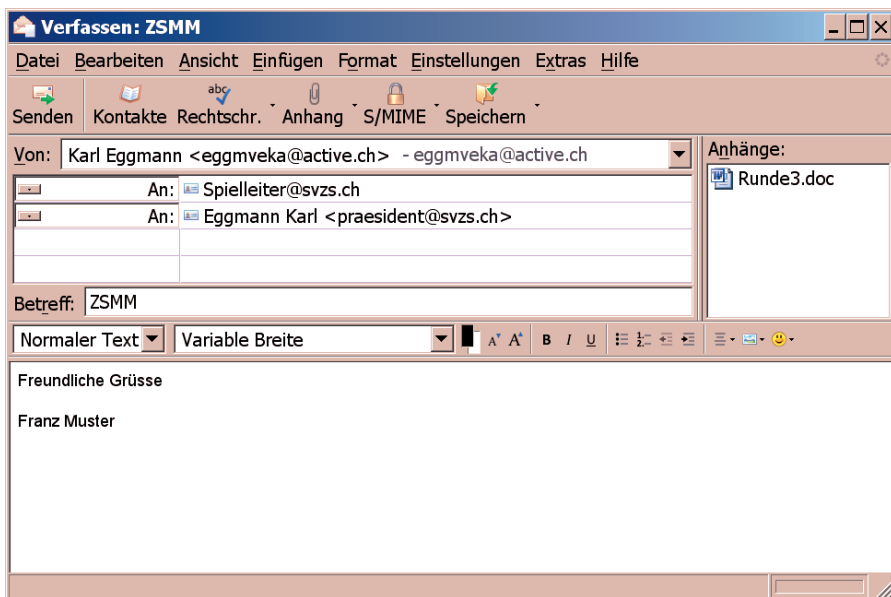 Verfassen: ZSMM
Datei Bearbeiten Ansicht Einfügen Format Einstellungen Extras Hilfe
Senden Kontakte Rechtschr. Anhang S/MIME Speichern
Von: Karl Eggmann <eggmveka@active.ch> - eggmveka@active.ch
An: Spielleiter@svzs.ch
An: Eggmann Karl <praesident@svzs.ch>
Anhänge:
Runde3.doc
Betreff: ZSMM
Normaler Text Variable Breite A A B I U
Freundliche Grüsse
Franz Muster